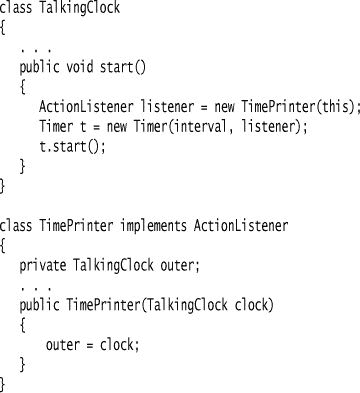 class TalkingClock
{
. . .
public void start()
{
ActionListener listener = new TimePrinter(this);
Timer t = new Timer(interval, listener);
t.start();
}
}
class TimePrinter implements ActionListener
{
private TalkingClock outer;
. . .
public TimePrinter(TalkingClock clock)
{
outer = clock;
}
}